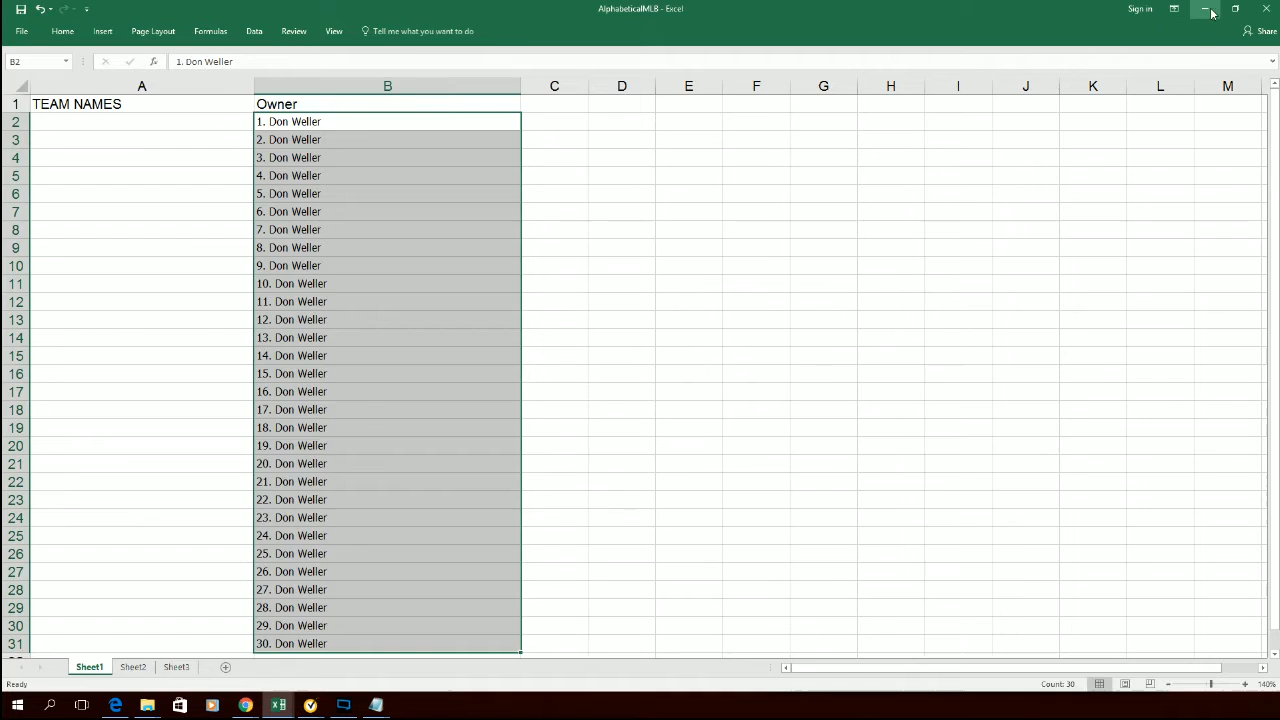 AlphabeticalMLB - Excel
Sign in
File Home Insert Page Layout Formulas Data Review View Tell me what you want to do
Share
B2 fx 1. Don Weller
A B C D E F G H I J K L M
1 TEAM NAMES Owner
2 1. Don Weller
3 2. Don Weller
4 3. Don Weller
5 4. Don Weller
6 5. Don Weller
7 6. Don Weller
8 7. Don Weller
9 8. Don Weller
10 9. Don Weller
11 10. Don Weller
12 11. Don Weller
13 12. Don Weller
14 13. Don Weller
15 14. Don Weller
16 15. Don Weller
17 16. Don Weller
18 17. Don Weller
19 18. Don Weller
20 19. Don Weller
21 20. Don Weller
22 21. Don Weller
23 22. Don Weller
24 23. Don Weller
25 24. Don Weller
26 25. Don Weller
27 26. Don Weller
28 27. Don Weller
29 28. Don Weller
30 29. Don Weller
31 30. Don Weller
Sheet1 Sheet2 Sheet3
Ready Count: 30 140%